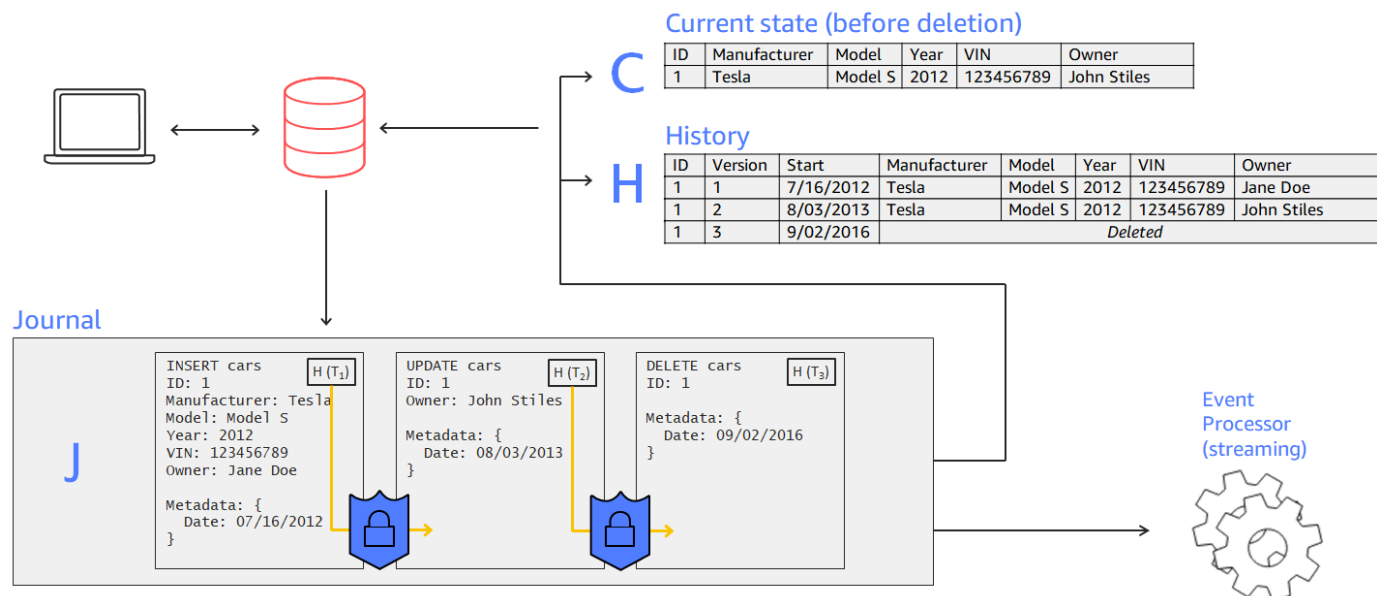 Current state (before deletion)
C
ID Manufacturer Model Year VIN Owner
1 Tesla Model S 2012 123456789 John Stiles
History
H
ID Version Start Manufacturer Model Year VIN Owner
1 1 7/16/2012 Tesla Model S 2012 123456789 Jane Doe
1 2 8/03/2013 Tesla Model S 2012 123456789 John Stiles
1 3 9/02/2016 Deleted
Journal
J
INSERT cars
H (T₁)
ID: 1
Manufacturer: Tesla
Model: Model S
Year: 2012
VIN: 123456789
Owner: Jane Doe
Metadata: {
Date: 07/16/2012
}
UPDATE cars
H (T₂)
ID: 1
Owner: John Stiles
Metadata: {
Date: 08/03/2013
}
DELETE cars
H (T₃)
ID: 1
Metadata: {
Date: 09/02/2016
}
Event
Processor
(streaming)